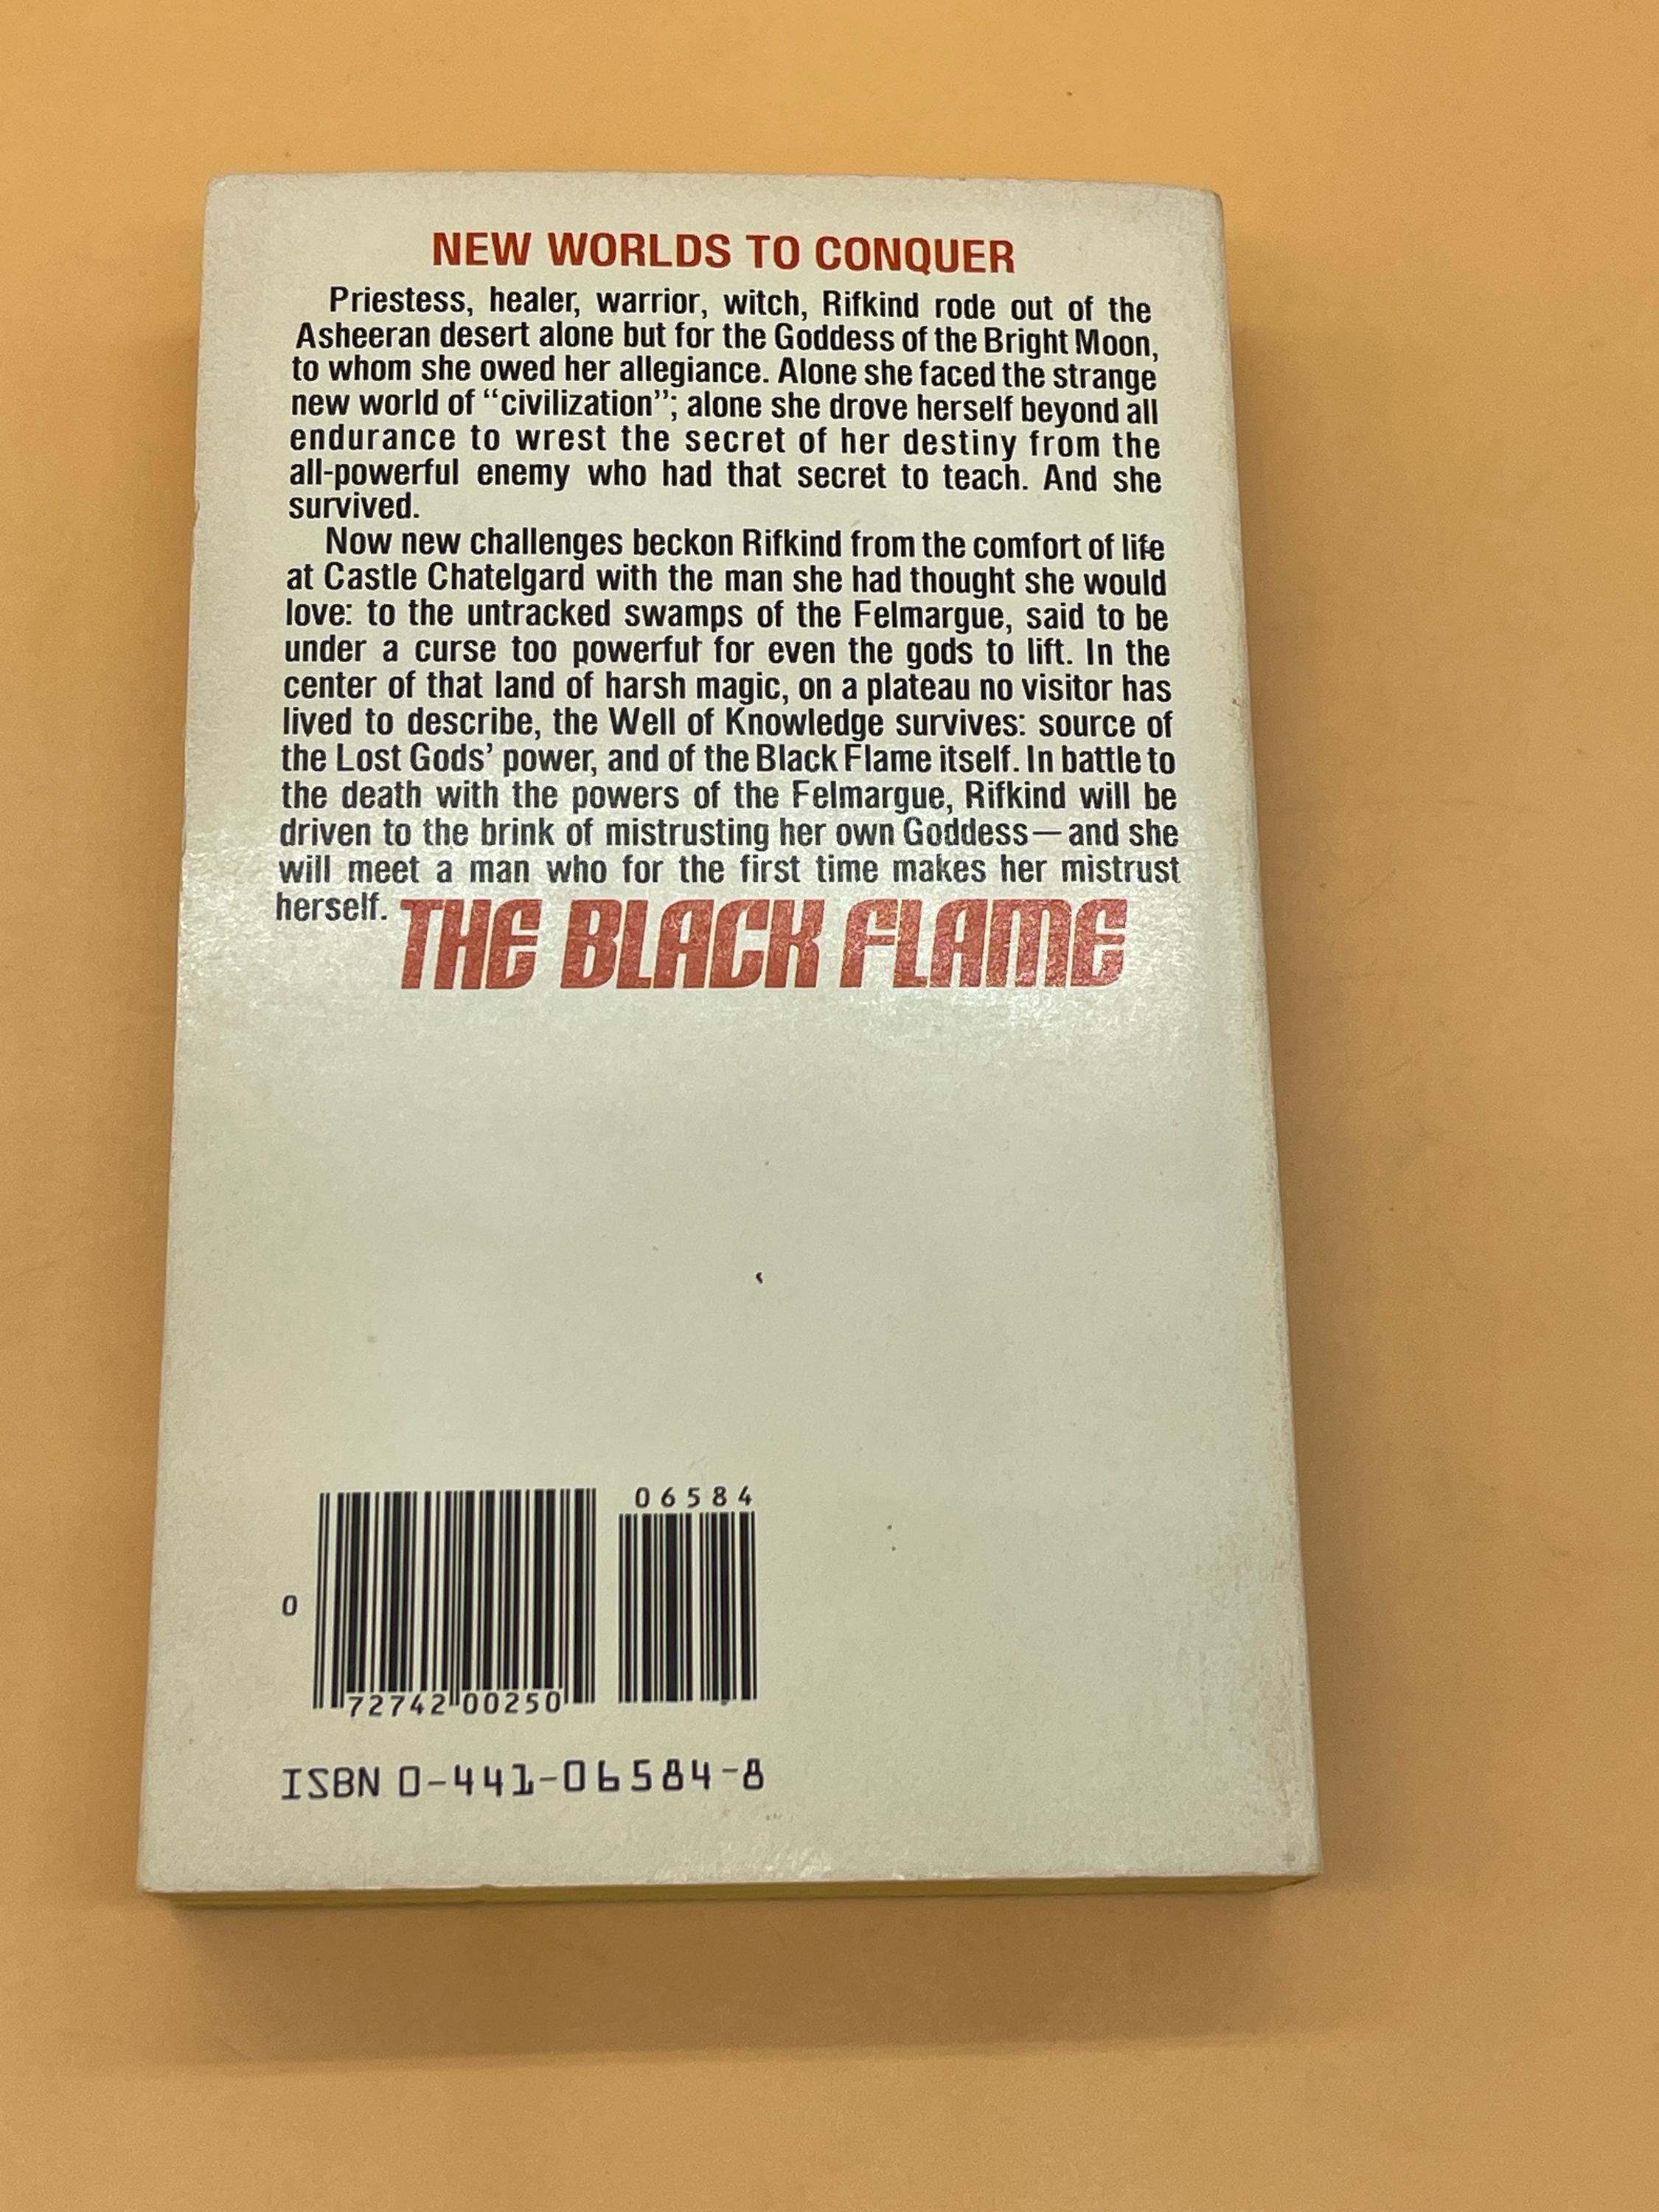 NEW WORLDS TO CONQUER
Priestess, healer, warrior, witch, Rifkind rode out of the
Asheeran desert alone but for the Goddess of the Bright Moon,
to whom she owed her allegiance. Alone she faced the strange
new world of “civilization”; alone she drove herself beyond all
endurance to wrest the secret of her destiny from the
all-powerful enemy who had that secret to teach. And she
survived.
Now new challenges beckon Rifkind from the comfort of life
at Castle Chatelgard with the man she had thought she would
love: to the untracked swamps of the Felmargue, said to be
under a curse too powerful for even the gods to lift. In the
center of that land of harsh magic, on a plateau no visitor has
lived to describe, the Well of Knowledge survives: source of
the Lost Gods’ power, and of the Black Flame itself. In battle to
the death with the powers of the Felmargue, Rifkind will be
driven to the brink of mistrusting her own Goddess—and she
will meet a man who for the first time makes her mistrust
herself.
THE BLACK FLAME
06584
0
72742 00250
ISBN 0-441-06584-8